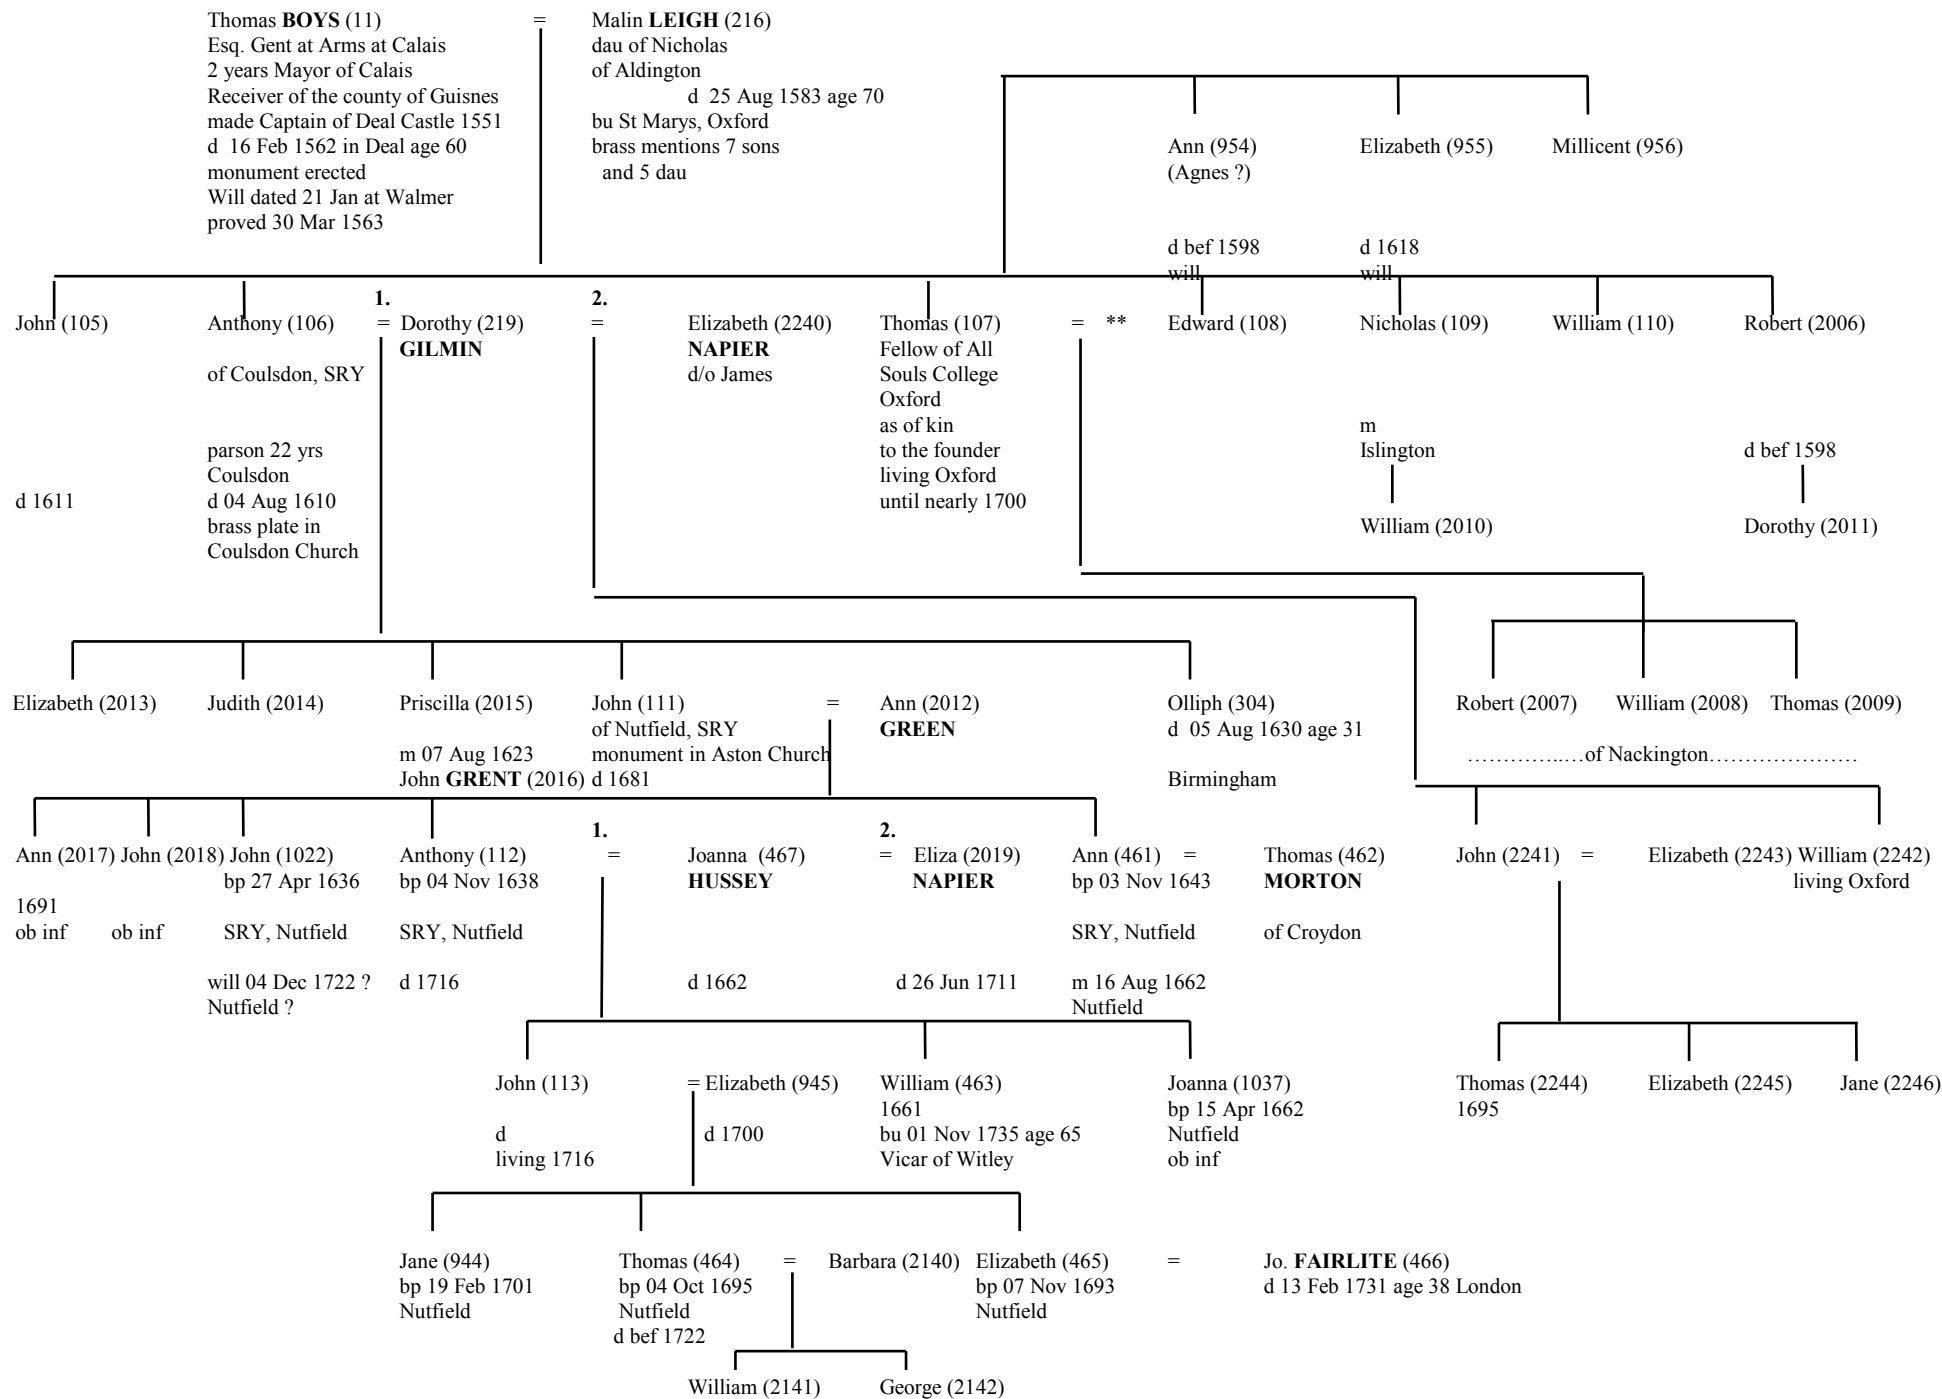 Thomas BOYS (11) = Malin LEIGH (216)
Esq. Gent at Arms at Calais
2 years Mayor of Calais
Receiver of the county of Guisnes
made Captain of Deal Castle 1551
d 16 Feb 1562 in Deal age 60
monument erected
Will dated 21 Jan at Walmer
proved 30 Mar 1563
dau of Nicholas
of Aldington
d 25 Aug 1583 age 70
bu St Marys, Oxford
brass mentions 7 sons
and 5 dau
Ann (954)
(Agnes ?)
d bef 1598
will
Elizabeth (955)
d 1618
will
Millicent (956)
John (105)
d 1611
Anthony (106)
of Coulsdon, SRY
parson 22 yrs
Coulsdon
d 04 Aug 1610
brass plate in
Coulsdon Church
1.
= Dorothy (219)
GILMIN
2.
=
Elizabeth (2240)
NAPIER
d/o James
Thomas (107) = **
Fellow of All
Souls College
Oxford
as of kin
to the founder
living Oxford
until nearly 1700
Edward (108)
Nicholas (109)
m
Islington
William (2010)
William (110)
Robert (2006)
d bef 1598
Dorothy (2011)
Elizabeth (2013)
Judith (2014)
Priscilla (2015)
m 07 Aug 1623
John GRENT (2016)
John (111) =
of Nutfield, SRY
monument in Aston Church
d 1681
Ann (2012)
GREEN
Olliph (304)
d 05 Aug 1630 age 31
Birmingham
Robert (2007) William (2008) Thomas (2009)
…………..…of Nackington…………………
Ann (2017)
1691
ob inf
John (2018)
ob inf
John (1022)
bp 27 Apr 1636
SRY, Nutfield
will 04 Dec 1722 ?
Nutfield ?
Anthony (112)
bp 04 Nov 1638
SRY, Nutfield
d 1716
1.
=
Joanna (467)
HUSSEY
d 1662
2.
= Eliza (2019)
NAPIER
d 26 Jun 1711
Ann (461) =
bp 03 Nov 1643
SRY, Nutfield
m 16 Aug 1662
Nutfield
Thomas (462)
MORTON
of Croydon
John (2241) = Elizabeth (2243)
William (2242)
living Oxford
John (113)
d
living 1716
= Elizabeth (945)
d 1700
William (463)
1661
bu 01 Nov 1735 age 65
Vicar of Witley
Joanna (1037)
bp 15 Apr 1662
Nutfield
ob inf
Thomas (2244)
1695
Elizabeth (2245)
Jane (2246)
Jane (944)
bp 19 Feb 1701
Nutfield
Thomas (464) = Barbara (2140)
bp 04 Oct 1695
Nutfield
d bef 1722
Elizabeth (465) =
bp 07 Nov 1693
Nutfield
Jo. FAIRLITE (466)
d 13 Feb 1731 age 38 London
William (2141)
George (2142)